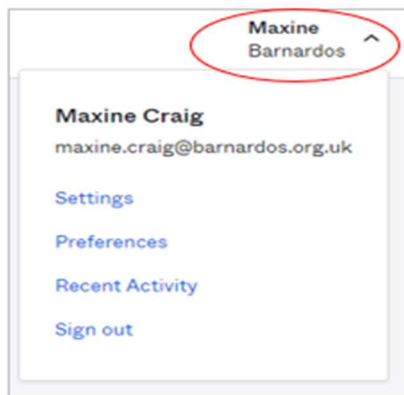 Maxine
Barnardos
Maxine Craig
maxine.craig@barnardos.org.uk
Settings
Preferences
Recent Activity
Sign out